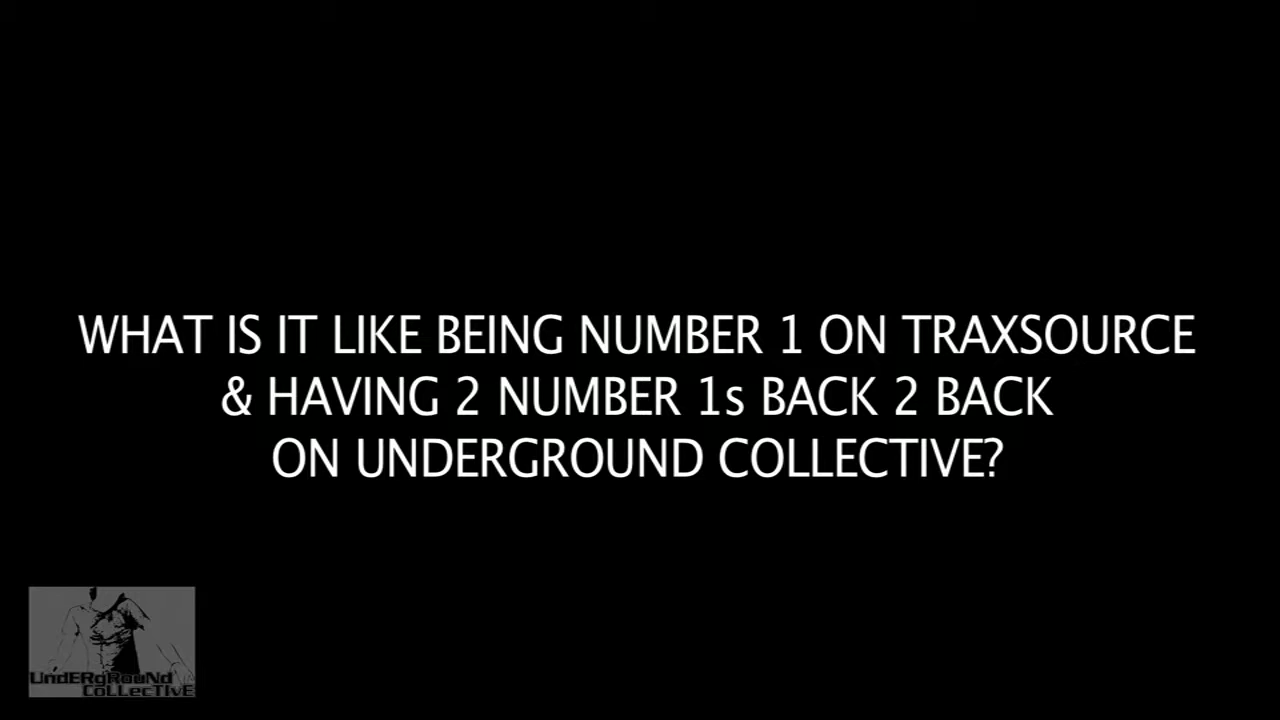 WHAT IS IT LIKE BEING NUMBER 1 ON TRAXSOURCE
& HAVING 2 NUMBER 1s BACK 2 BACK
ON UNDERGROUND COLLECTIVE?
UndERgRouNd
CoLLecTIvE